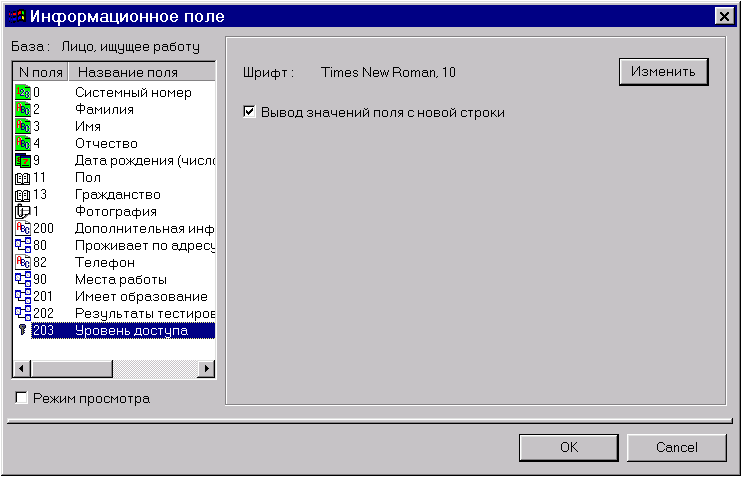 Информационное поле
База : Лицо, ищущее работу
N поля Название поля
0 Системный номер
2 Фамилия
3 Имя
4 Отчество
9 Дата рождения (число
11 Пол
13 Гражданство
1 Фотография
200 Дополнительная инф
80 Проживает по адресу
82 Телефон
90 Места работы
201 Имеет образование
202 Результаты тестиров
203 Уровень доступа
Режим просмотра
Шрифт : Times New Roman, 10
Изменить
Вывод значений поля с новой строки
OK
Cancel